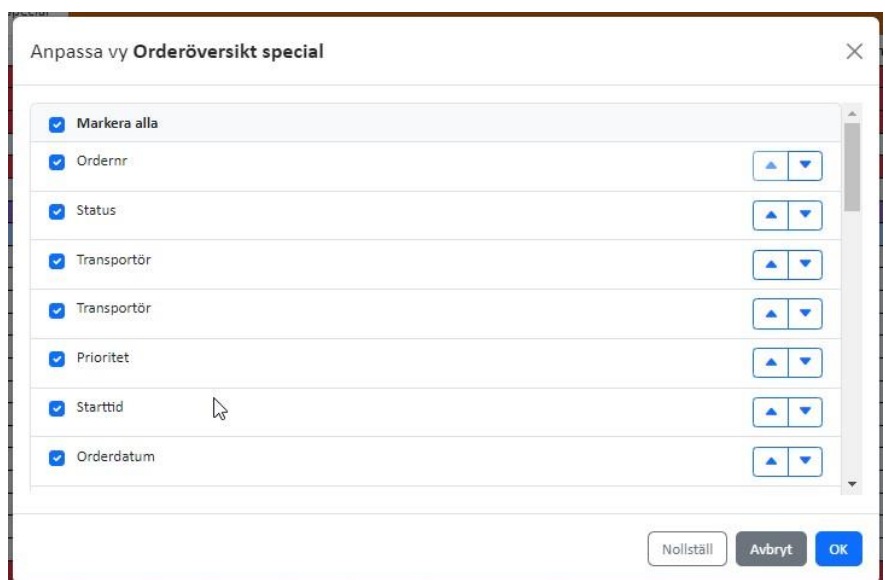 Anpassa vy Orderöversikt special
Markera alla
Ordernr
Status
Transportör
Transportör
Prioritet
Starttid
Orderdatum
Nollställ
Avbryt
OK